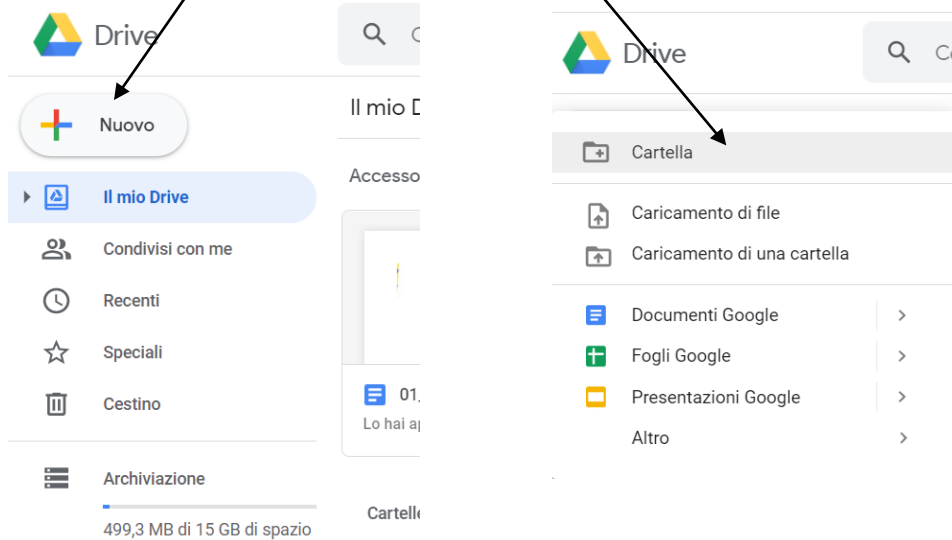 Drive
Nuovo
Il mio Drive
Condivisi con me
Recenti
Speciali
Cestino
Archiviazione
499,3 MB di 15 GB di spazio
Il mio
Accesso
01
Lo hai
Drive
Cartella
Caricamento di file
Caricamento di una cartella
Documenti Google
Fogli Google
Presentazioni Google
Altro